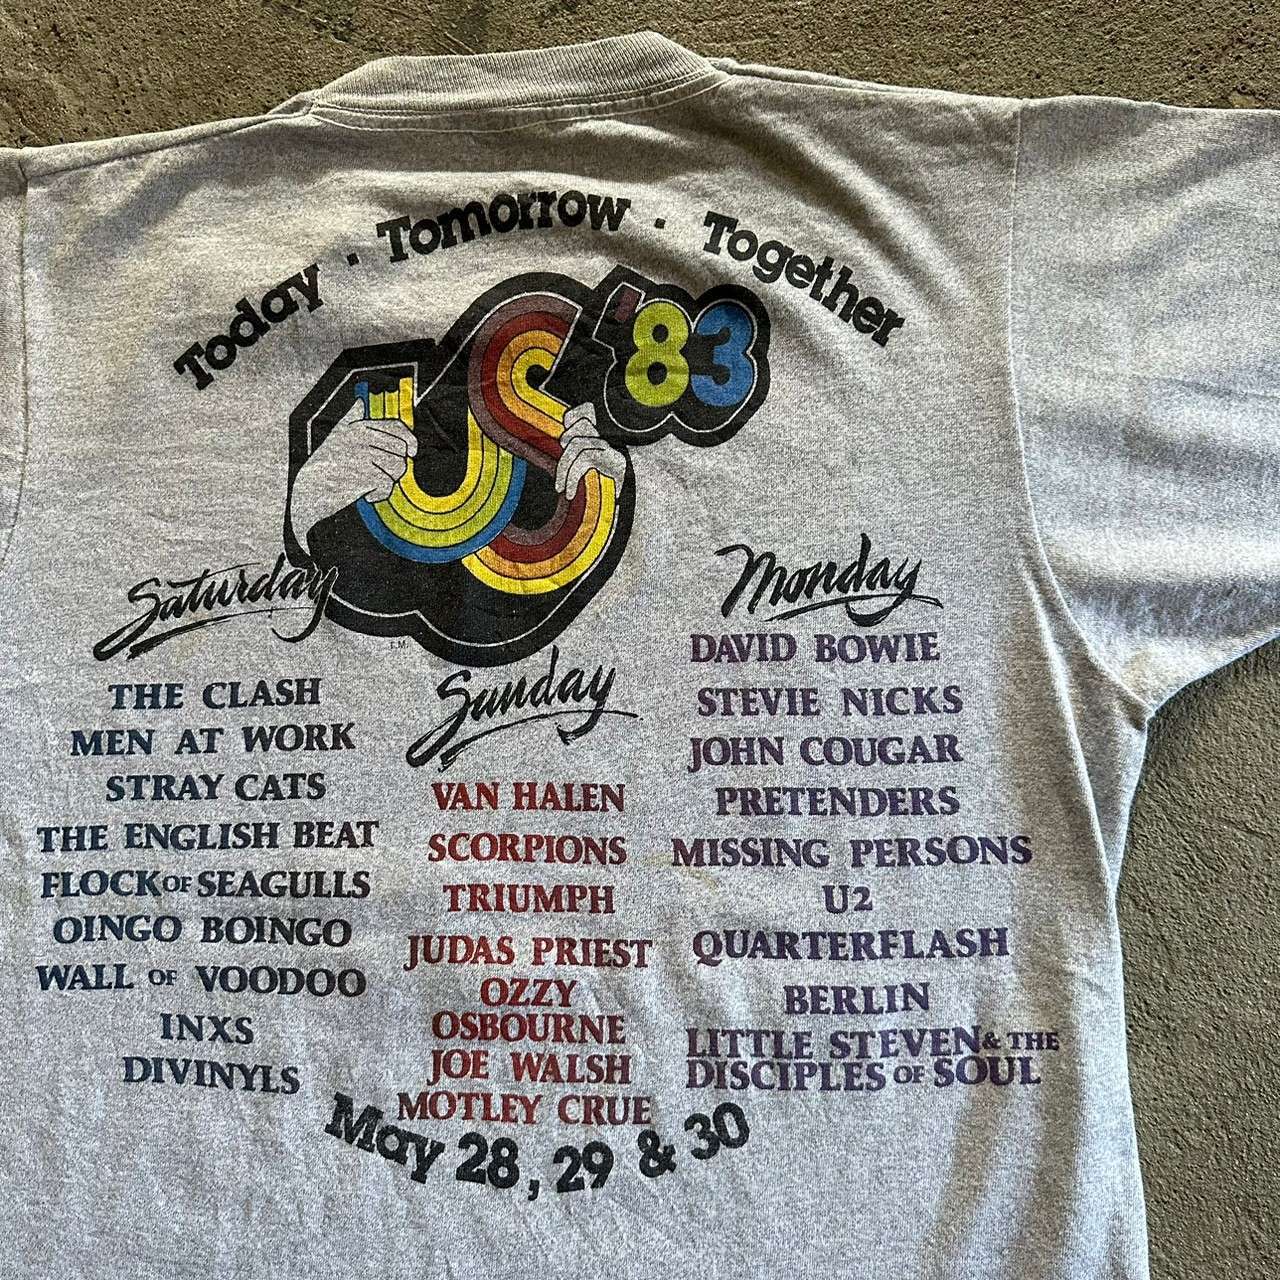 Today · Tomorrow · Together
US '83
T.M.
Saturday
THE CLASH
MEN AT WORK
STRAY CATS
THE ENGLISH BEAT
FLOCK OF SEAGULLS
OINGO BOINGO
WALL OF VOODOO
INXS
DIVINYLS
Sunday
VAN HALEN
SCORPIONS
TRIUMPH
JUDAS PRIEST
OZZY
OSBOURNE
JOE WALSH
MOTLEY CRUE
Monday
DAVID BOWIE
STEVIE NICKS
JOHN COUGAR
PRETENDERS
MISSING PERSONS
U2
QUARTERFLASH
BERLIN
LITTLE STEVEN & THE
DISCIPLES OF SOUL
May 28, 29 & 30